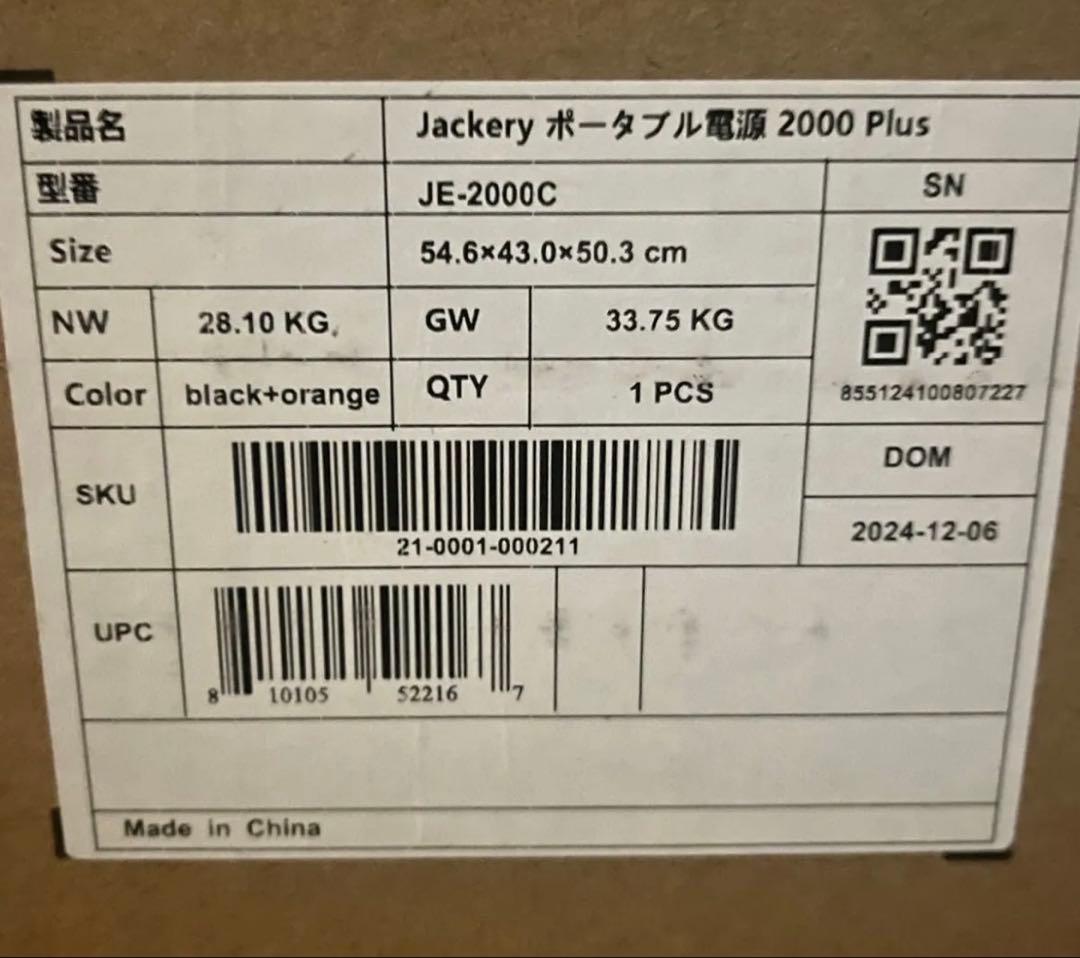 製品名 Jackery ポータブル電源 2000 Plus
型番 JE-2000C SN
Size 54.6×43.0×50.3 cm
NW 28.10 KG GW 33.75 KG
855124100807227
Color black+orange QTY 1 PCS
DOM
SKU
2024-12-06
21-0001-000211
UPC
8 10105 52216 7
Made in China